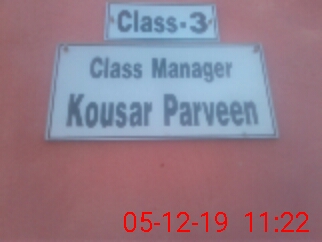 Class-3
Class Manager
Kousar Parveen
05-12-19 11:22